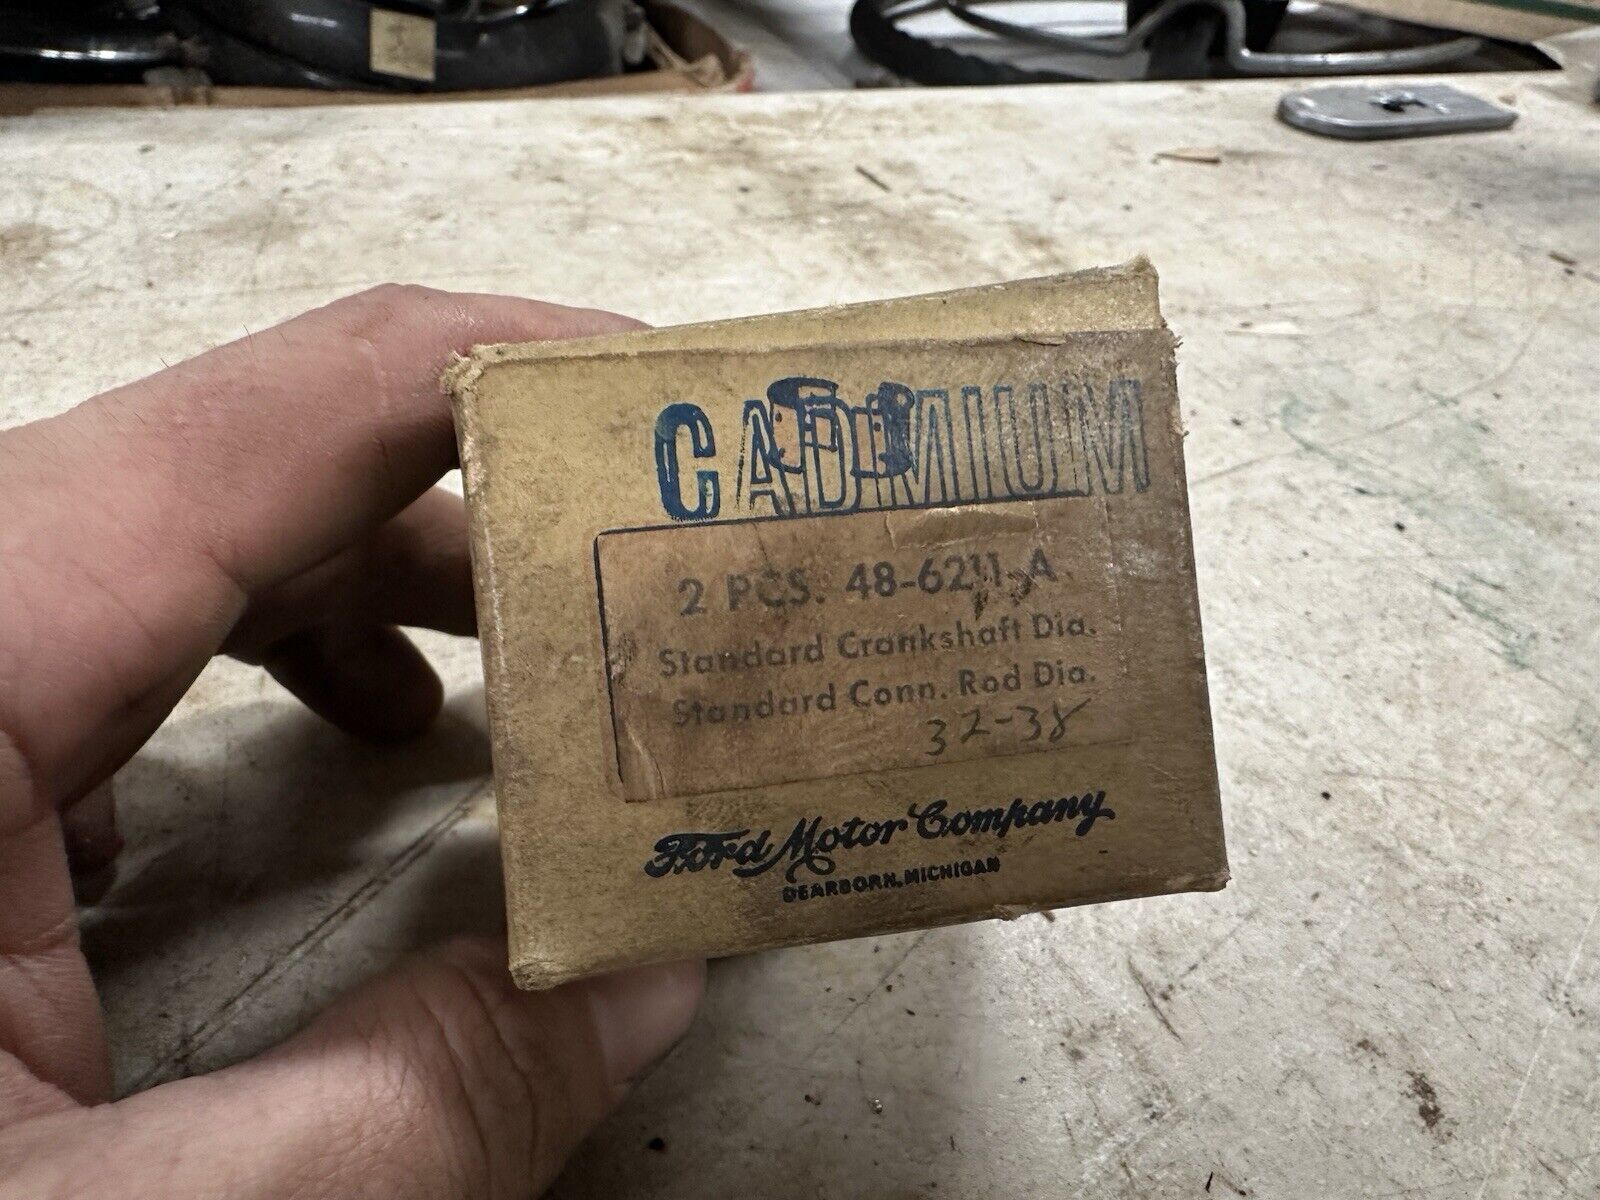 CADMIUM
2 PCS. 48-6211-A
Standard Crankshaft Dia.
Standard Conn. Rod Dia.
32-38
Ford Motor Company
DEARBORN, MICHIGAN